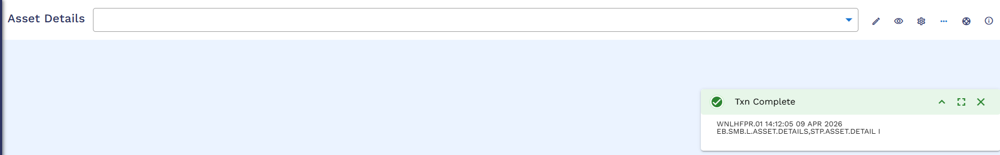 Asset Details
Txn Complete
WNLHFPR.01 14:12:05 09 APR 2026
EB.SMB.L.ASSET.DETAILS,STP.ASSET.DETAIL I